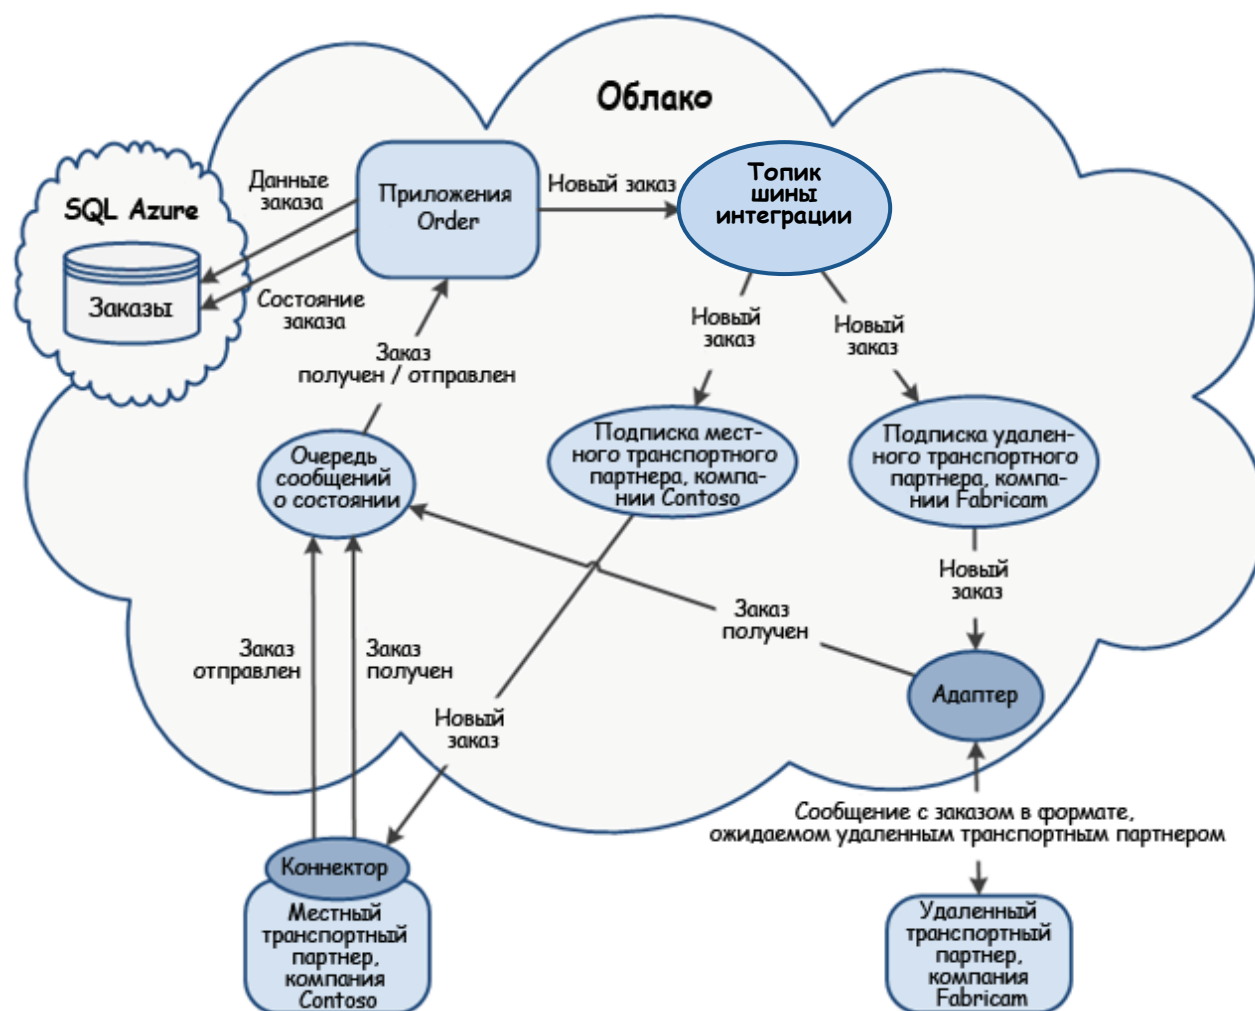 Облако
Данные
заказа
SQL Azure
Заказы
Состояние
заказа
Приложения
Order
Новый заказ
Топик
шины
интеграции
Новый
заказ
Новый
заказ
Заказ
получен / отправлен
Очередь
сообщений
о состоянии
Подписка мест-
ного транспортного
партнера, компа-
нии Contoso
Подписка удален-
ного транспортного
партнера, компа-
нии Fabricam
Новый
заказ
Заказ
получен
Заказ
отправлен
Заказ
получен
Адаптер
Новый
заказ
Сообщение с заказом в формате,
ожидаемом удаленным транспортным партнером
Коннектор
Местный
транспортный
партнер,
компания
Contoso
Удаленный
транспортный
партнер,
компания
Fabricam